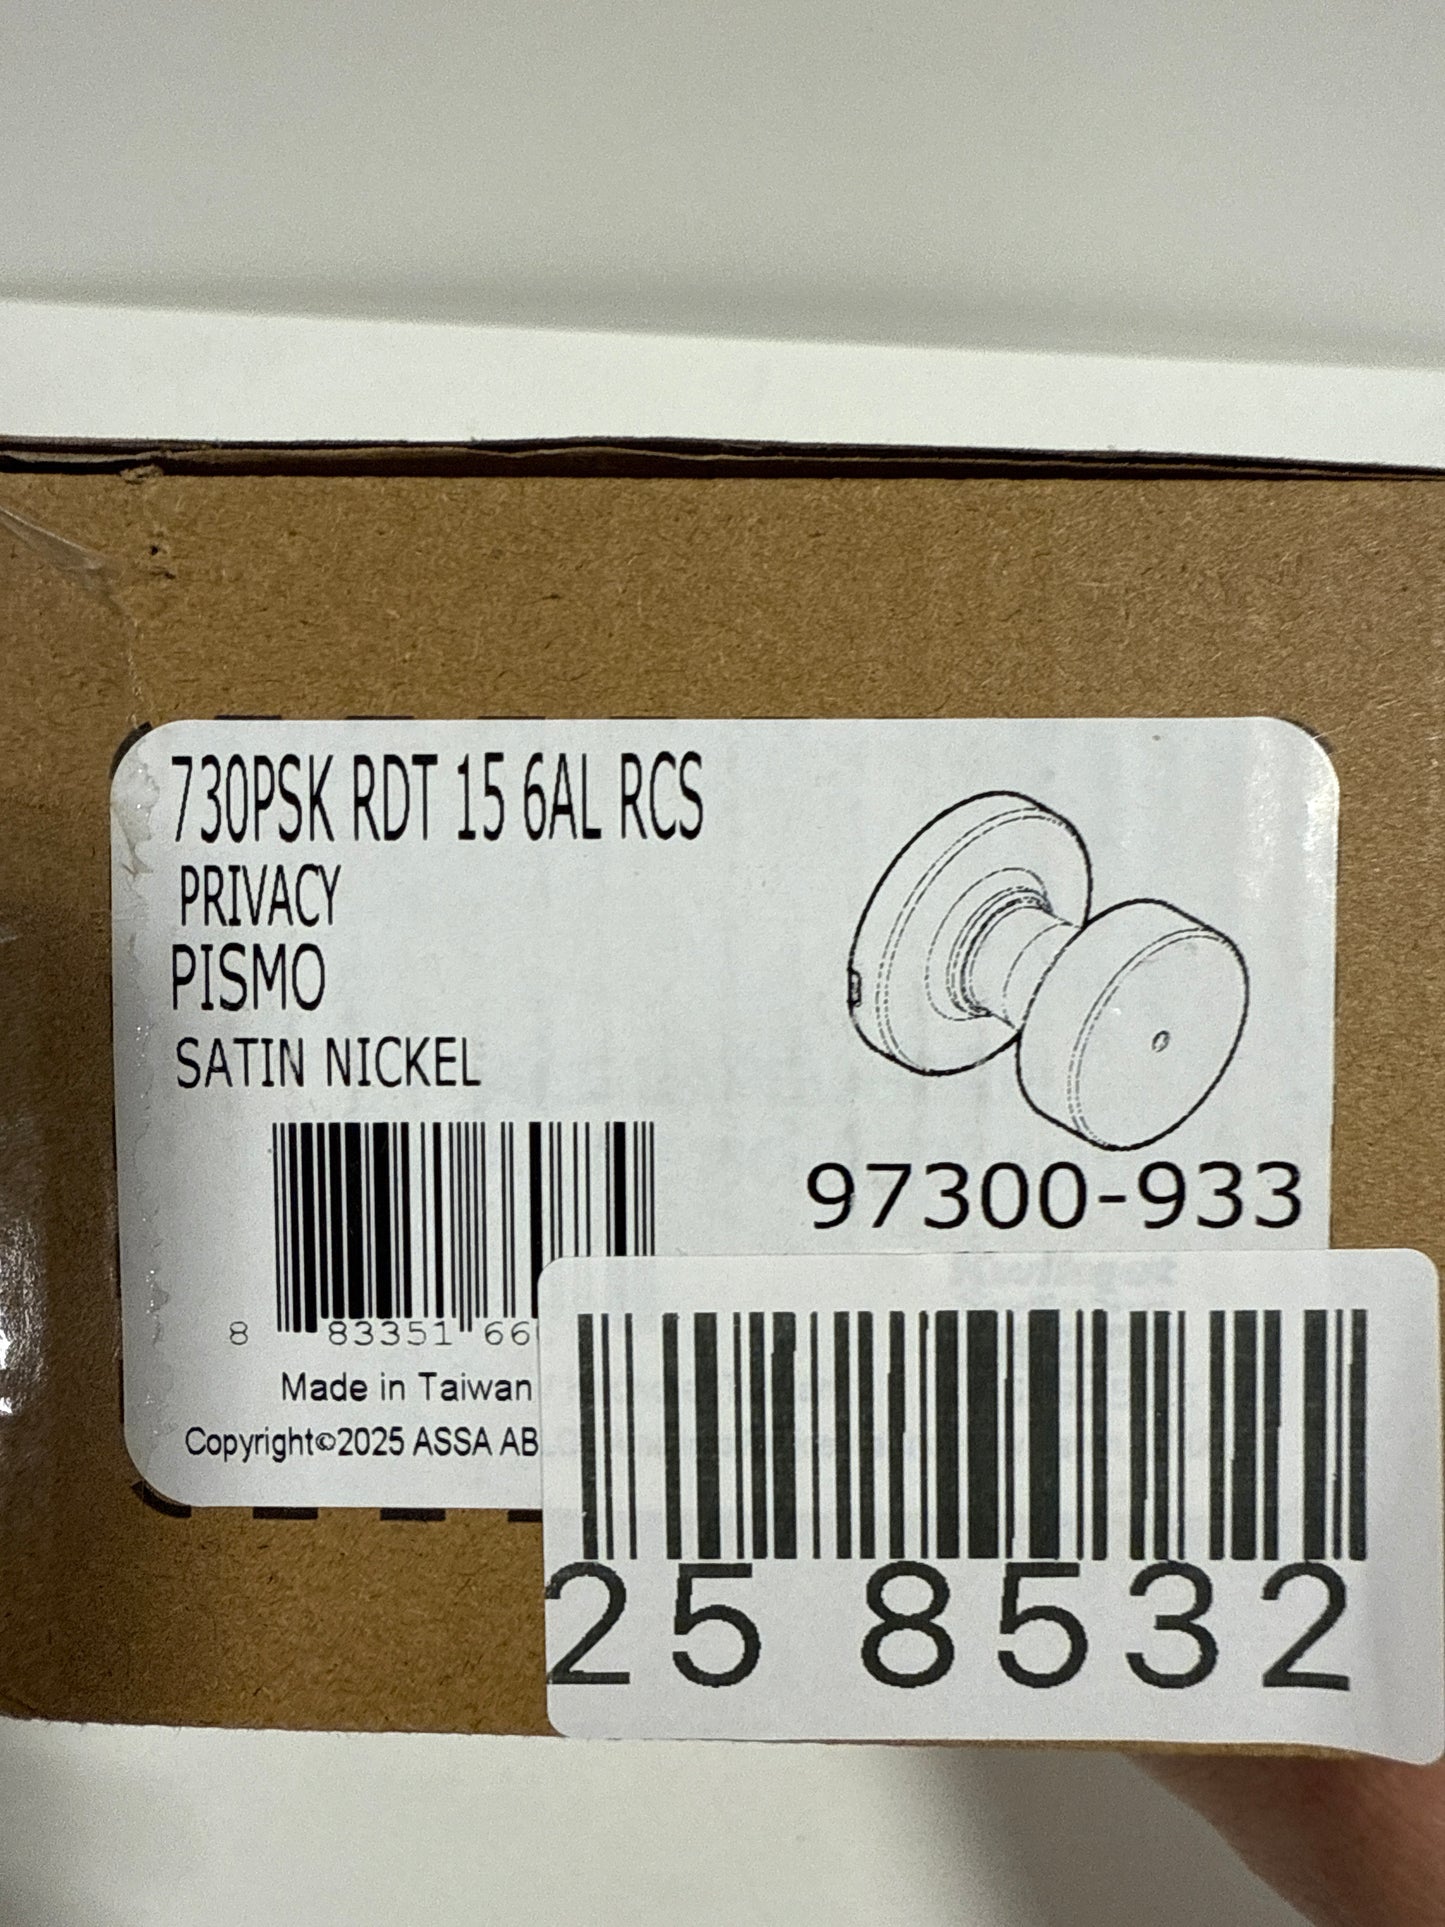 730PSK RDT 15 6AL RCS
PRIVACY
PISMO
SATIN NICKEL
97300-933
8 83351 66
Made in Taiwan
Copyright©2025 ASSA AB
25 8532